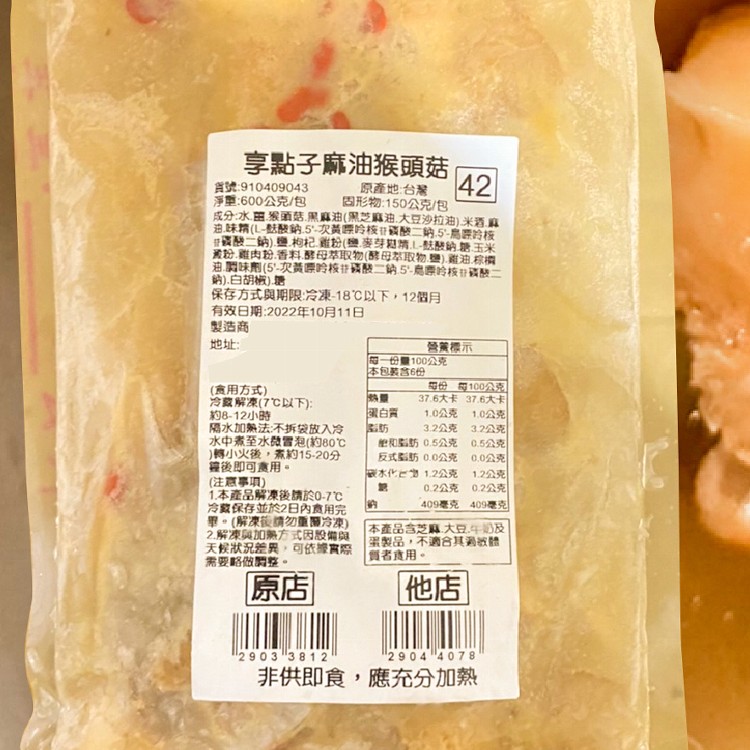 享點子麻油猴頭菇
42
貨號:910409043 原產地:台灣
淨重:600公克/包 固形物:150公克/包
成分:水.薑.猴頭菇.黑麻油(黑芝麻油.大豆沙拉油).米酒.麻
油.味精(L-麩酸鈉.5'-次黃嘌呤核苷磷酸二鈉.5'-鳥嘌呤核
苷磷酸二鈉).鹽.枸杞.雞粉(鹽.麥芽糊精.L-麩酸鈉.糖.玉米
澱粉.雞肉粉.香料.酵母萃取物(酵母萃取物.鹽).雞油.棕櫚
油.調味劑(5'-次黃嘌呤核苷磷酸二鈉.5'-鳥嘌呤核苷磷酸二
鈉).白胡椒).糖
保存方式與期限:冷凍-18℃以下，12個月
有效日期:2022年10月11日
製造商
地址:
(食用方式)
冷藏解凍(7℃以下):
約8-12小時
隔水加熱法:不拆袋放入冷
水中煮至水微冒泡(約80℃
)轉小火後，煮約15-20分
鐘後即可食用。
(注意事項)
1.本產品解凍後請於0-7℃
冷藏保存並於2日內食用完
畢。(解凍後請勿重覆冷凍)
2.解凍與加熱方式因設備與
天候狀況差異，可依據實際
需要略做調整。
營養標示
每一份量100公克
本包裝含6份
每份 每100公克
熱量 37.6大卡 37.6大卡
蛋白質 1.0公克 1.0公克
脂肪 3.2公克 3.2公克
飽和脂肪 0.5公克 0.5公克
反式脂肪 0.0公克 0.0公克
碳水化合物 1.2公克 1.2公克
糖 0.2公克 0.2公克
鈉 409毫克 409毫克
本產品含芝麻.大豆.牛奶及
蛋製品，不適合其過敏體
質者食用。
原店 他店
2903 3812 2904 4078
非供即食，應充分加熱